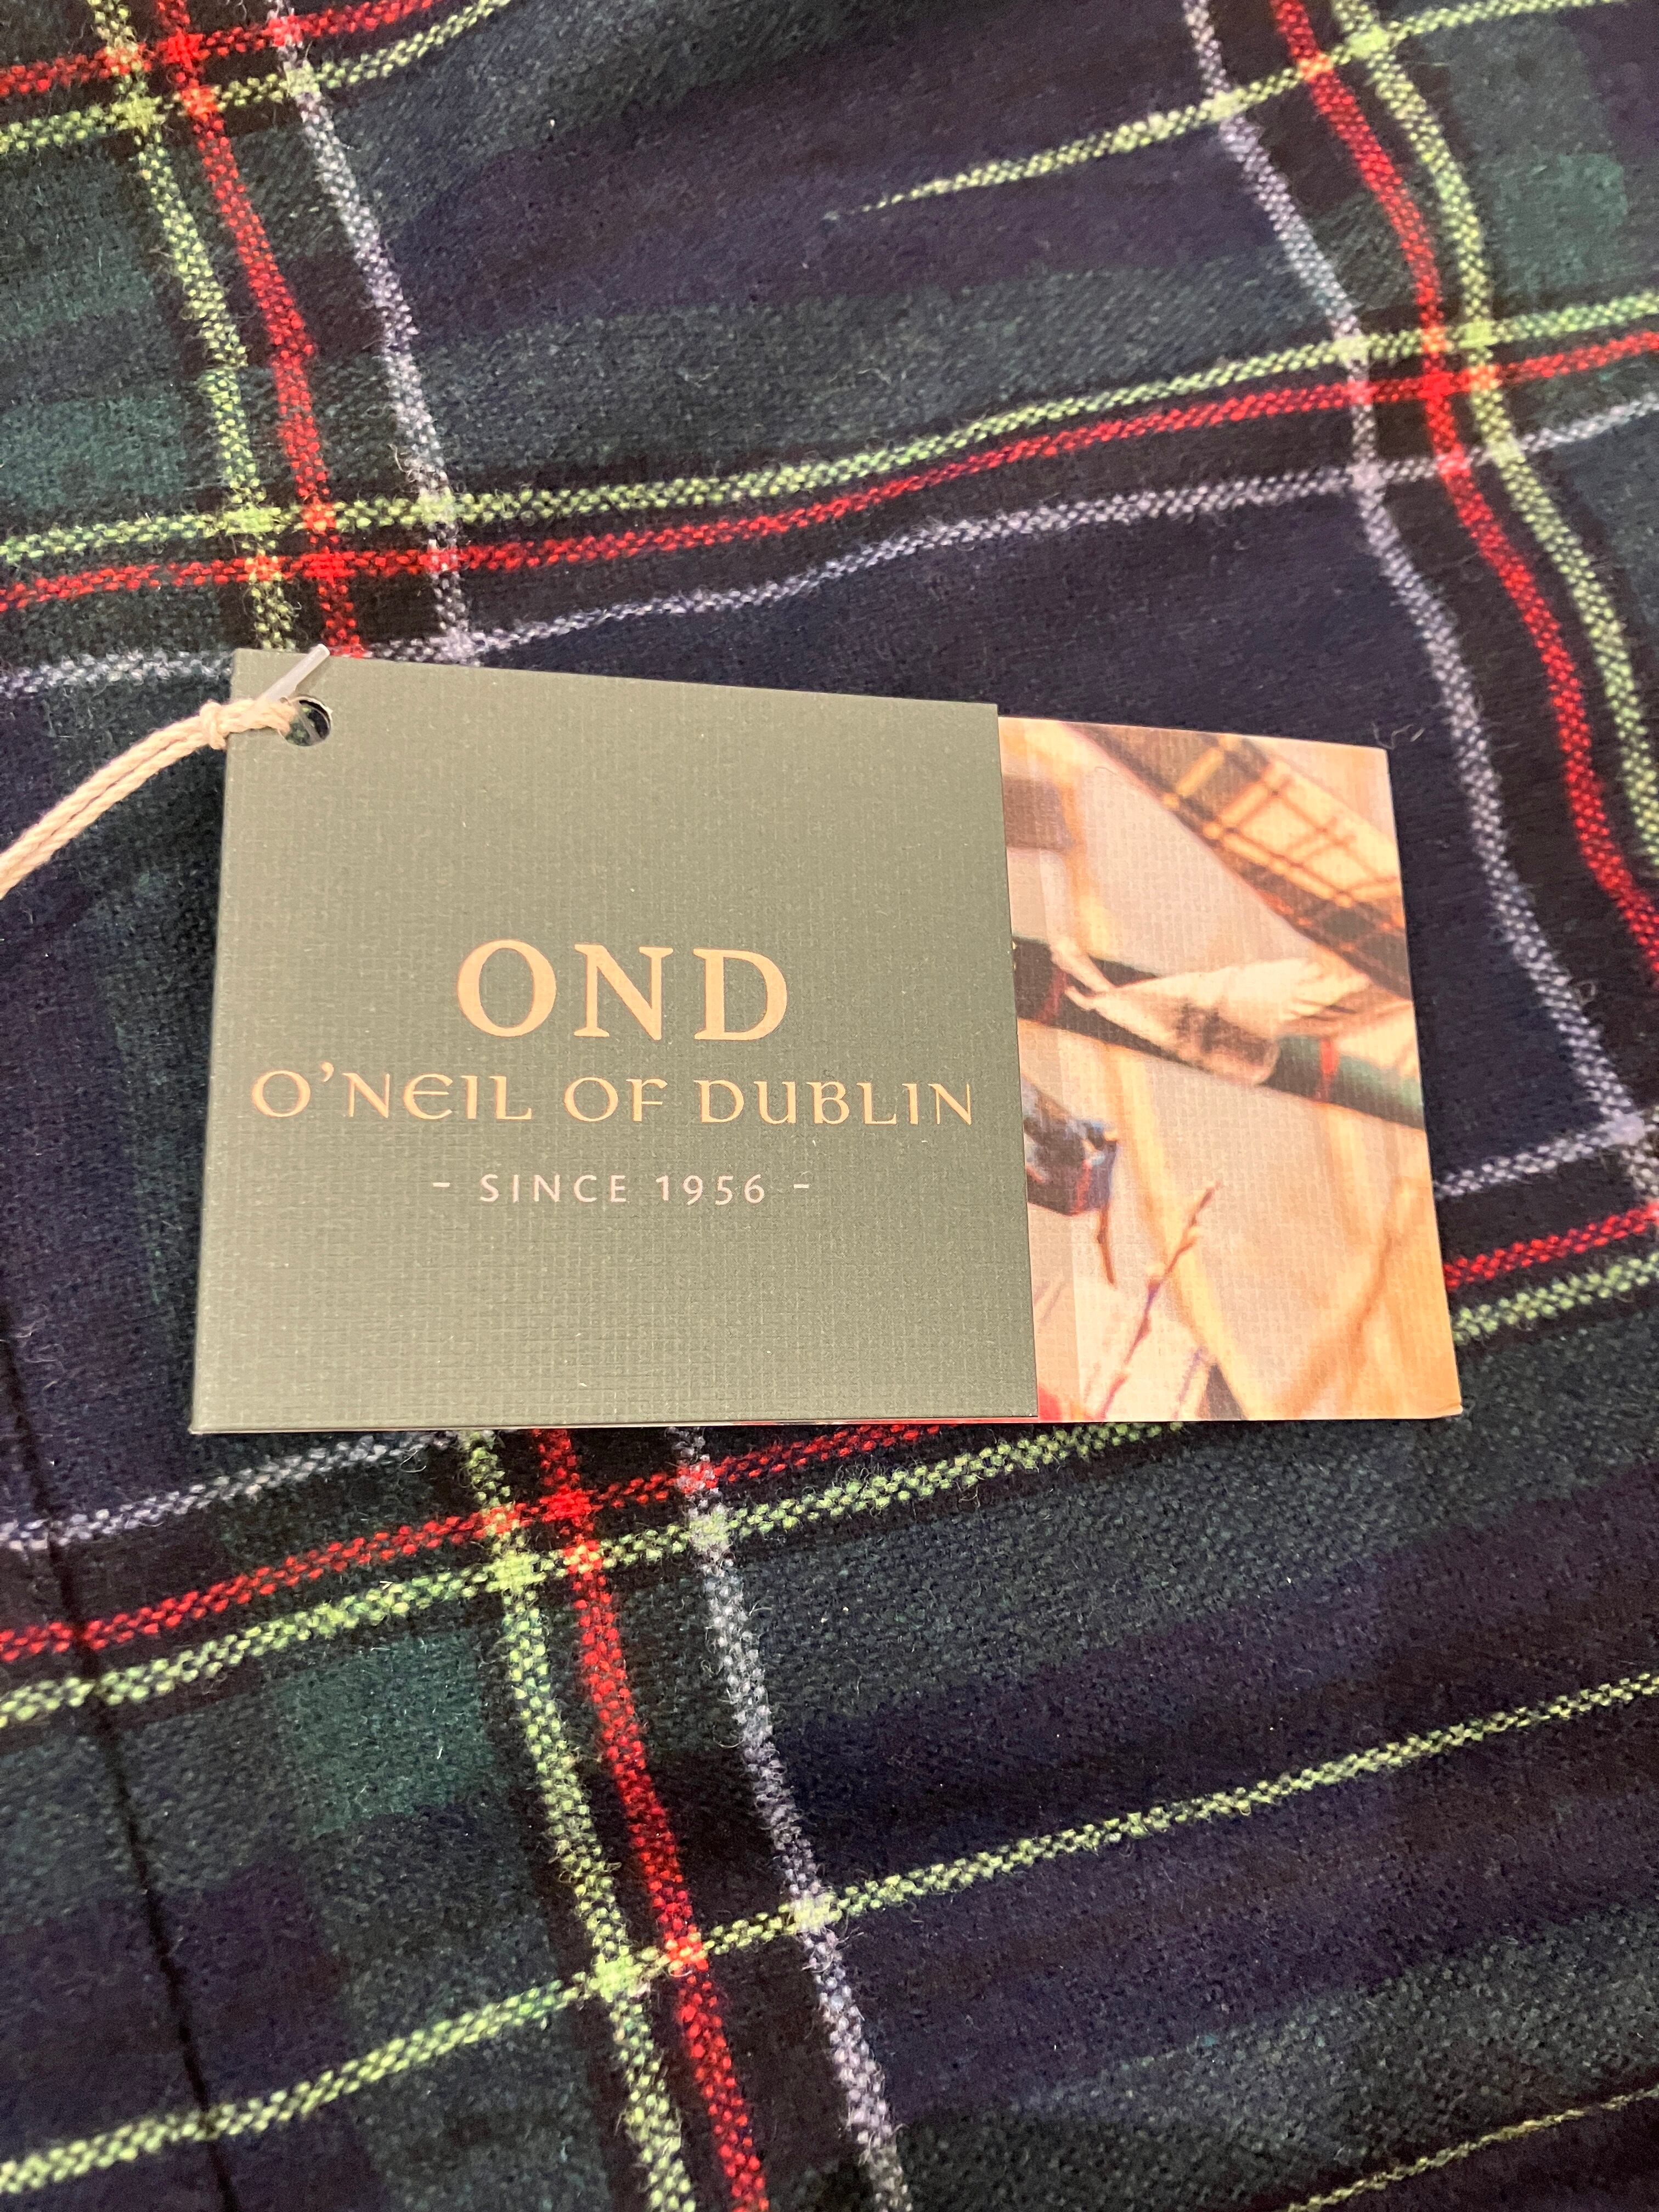 OND
O'NEIL OF DUBLIN
- SINCE 1956 -